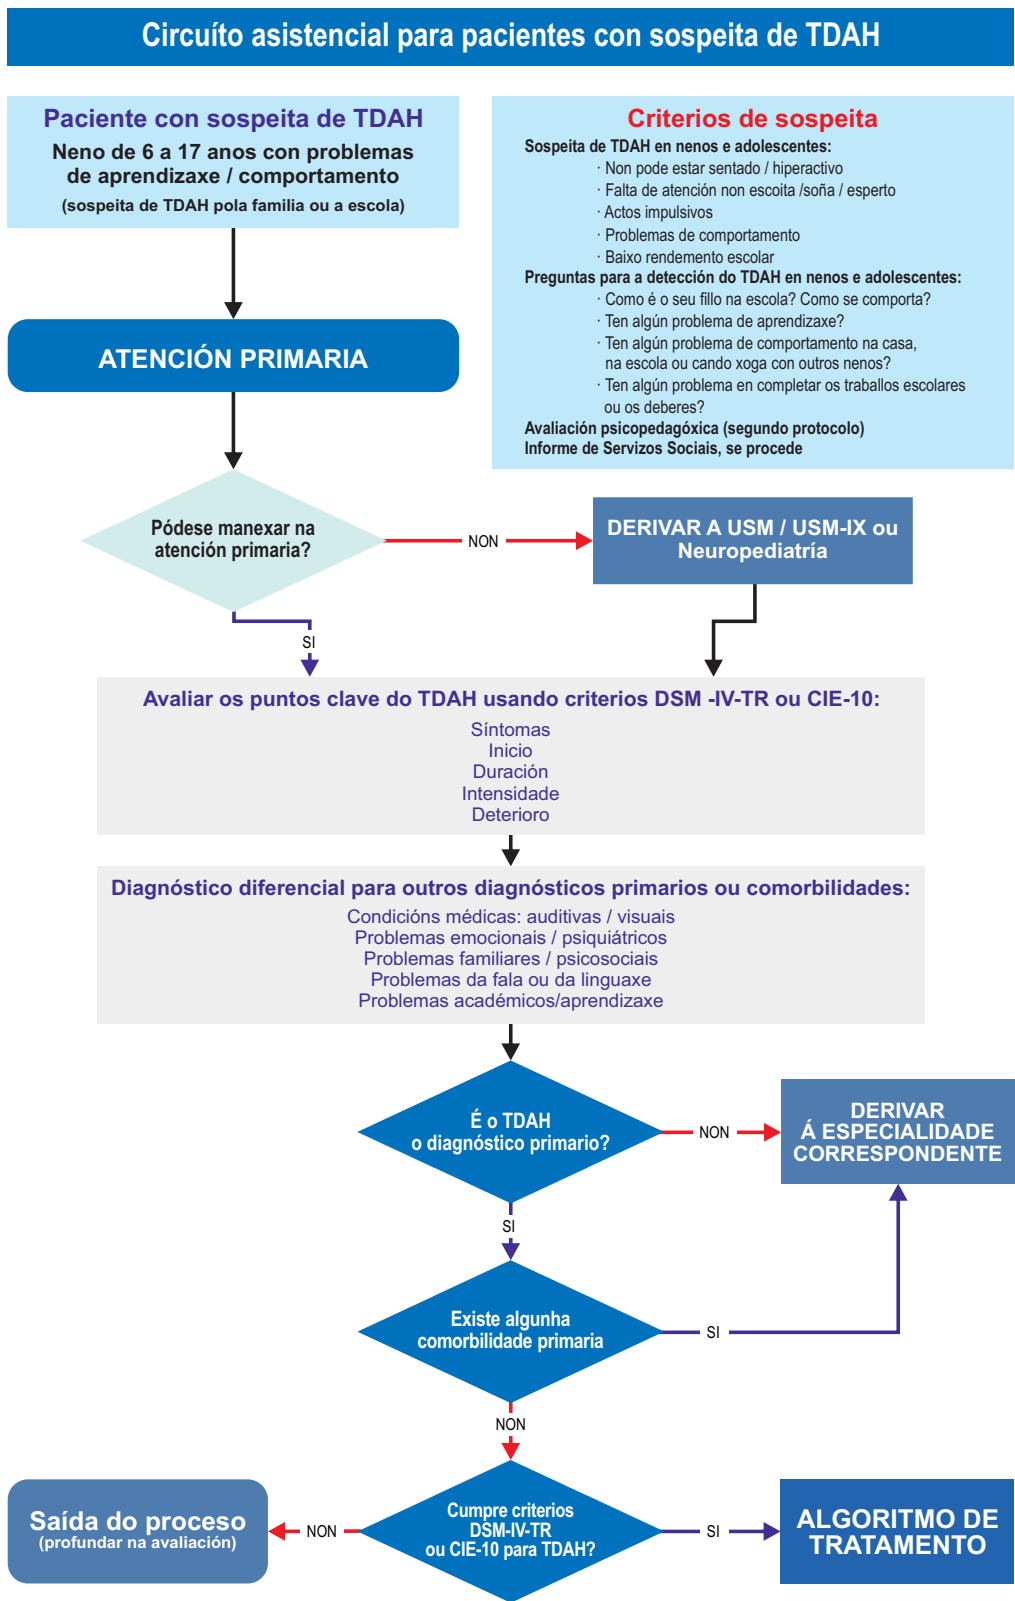 Circuíto asistencial para pacientes con sospeita de TDAH
Paciente con sospeita de TDAH
Neno de 6 a 17 anos con problemas
de aprendizaxe / comportamento
(sospeita de TDAH pola familia ou a escola)
Criterios de sospeita
Sospeita de TDAH en nenos e adolescentes:
· Non pode estar sentado / hiperactivo
· Falta de atención non escoita /soña / esperto
· Actos impulsivos
· Problemas de comportamento
· Baixo rendemento escolar
Preguntas para a detección do TDAH en nenos e adolescentes:
· Como é o seu fillo na escola? Como se comporta?
· Ten algún problema de aprendizaxe?
· Ten algún problema de comportamento na casa,
na escola ou cando xoga con outros nenos?
· Ten algún problema en completar os traballos escolares
ou os deberes?
Avaliación psicopedagóxica (segundo protocolo)
Informe de Servizos Sociais, se procede
ATENCIÓN PRIMARIA
Pódese manexar na
atención primaria?
NON
DERIVAR A USM / USM-IX ou
Neuropediatría
SI
Avaliar os puntos clave do TDAH usando criterios DSM -IV-TR ou CIE-10:
Síntomas
Inicio
Duración
Intensidade
Deterioro
Diagnóstico diferencial para outros diagnósticos primarios ou comorbilidades:
Condicións médicas: auditivas / visuais
Problemas emocionais / psiquiátricos
Problemas familiares / psicosociais
Problemas da fala ou da linguaxe
Problemas académicos/aprendizaxe
É o TDAH
o diagnóstico primario?
NON
DERIVAR
Á ESPECIALIDADE
CORRESPONDENTE
SI
Existe algunha
comorbilidade primaria
SI
NON
Cumpre criterios
DSM-IV-TR
ou CIE-10 para TDAH?
NON
Saída do proceso
(profundar na avaliación)
SI
ALGORITMO DE
TRATAMENTO